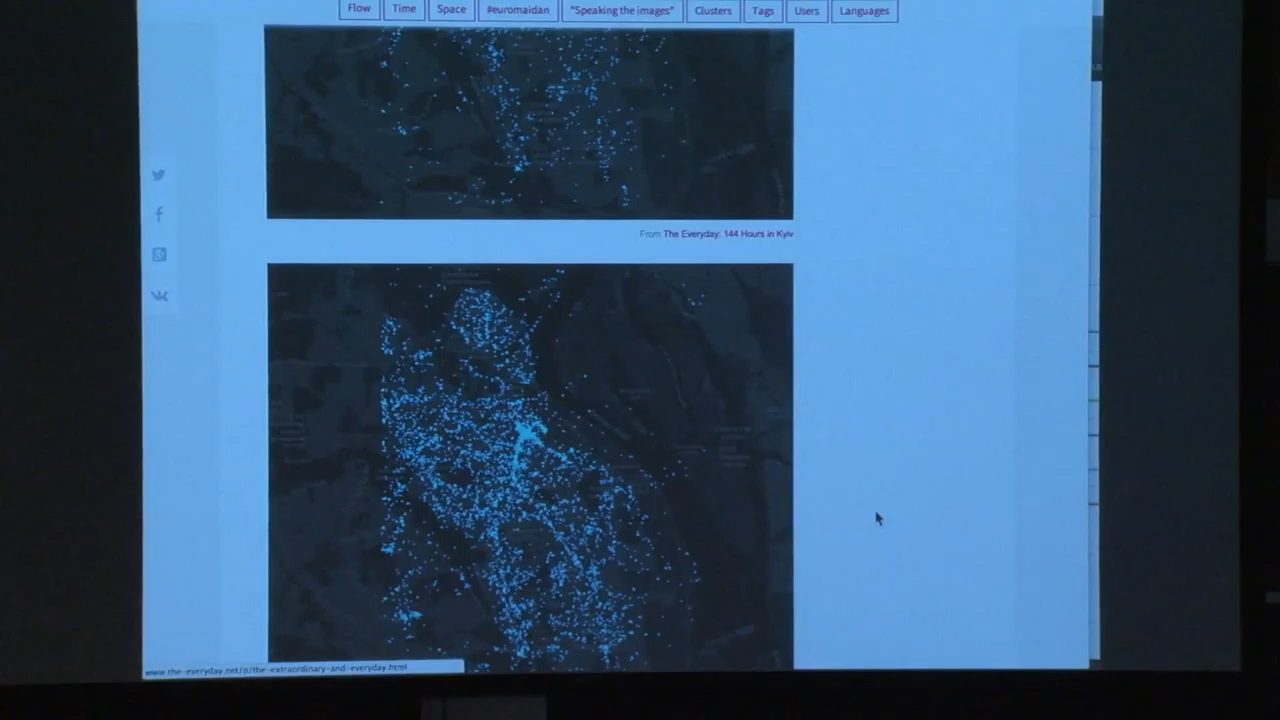 Flow
Time
Space
#euromaidan
"Speaking the images"
Clusters
Tags
Users
Languages
From The Everyday: 144 Hours in Kyiv
www.the-everyday.net/p/the-extraordinary-and-everyday.html